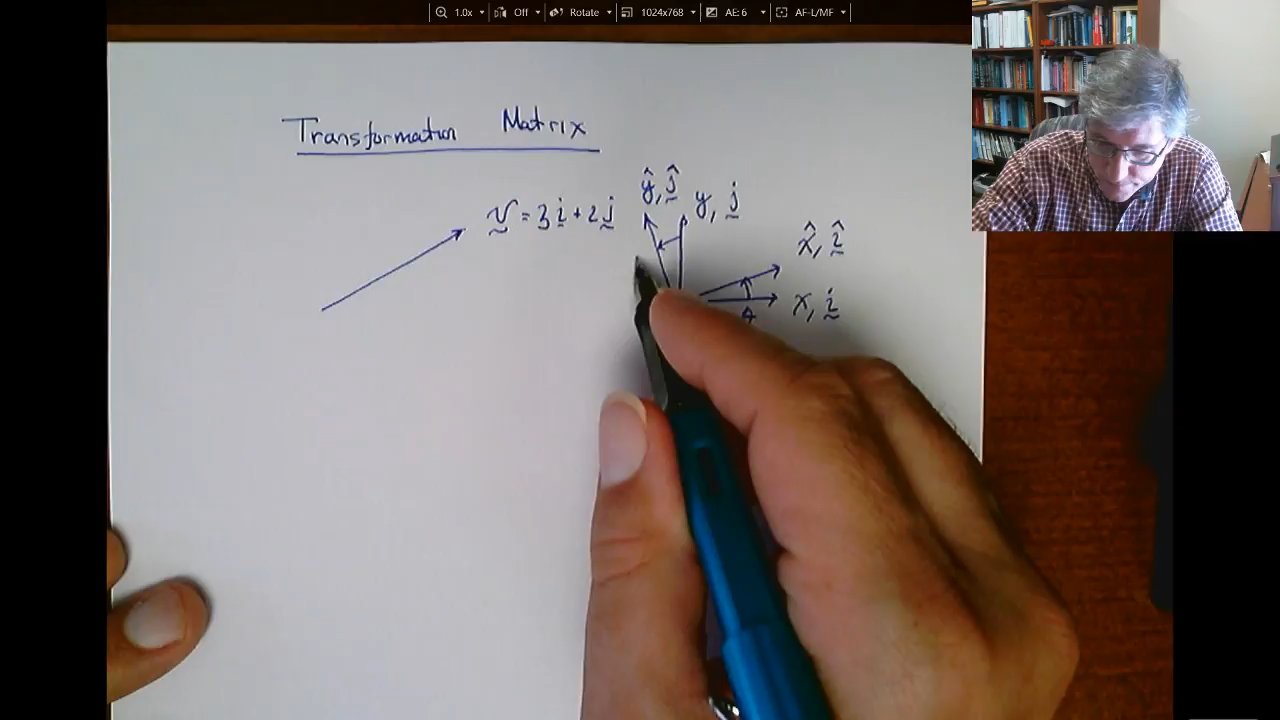 1.0x Off Rotate 1024x768 AE: 6 AF-L/MF
Transformation Matrix
v = 3i + 2j
ŷ, ĵ
y, j
x̂, î
x, i